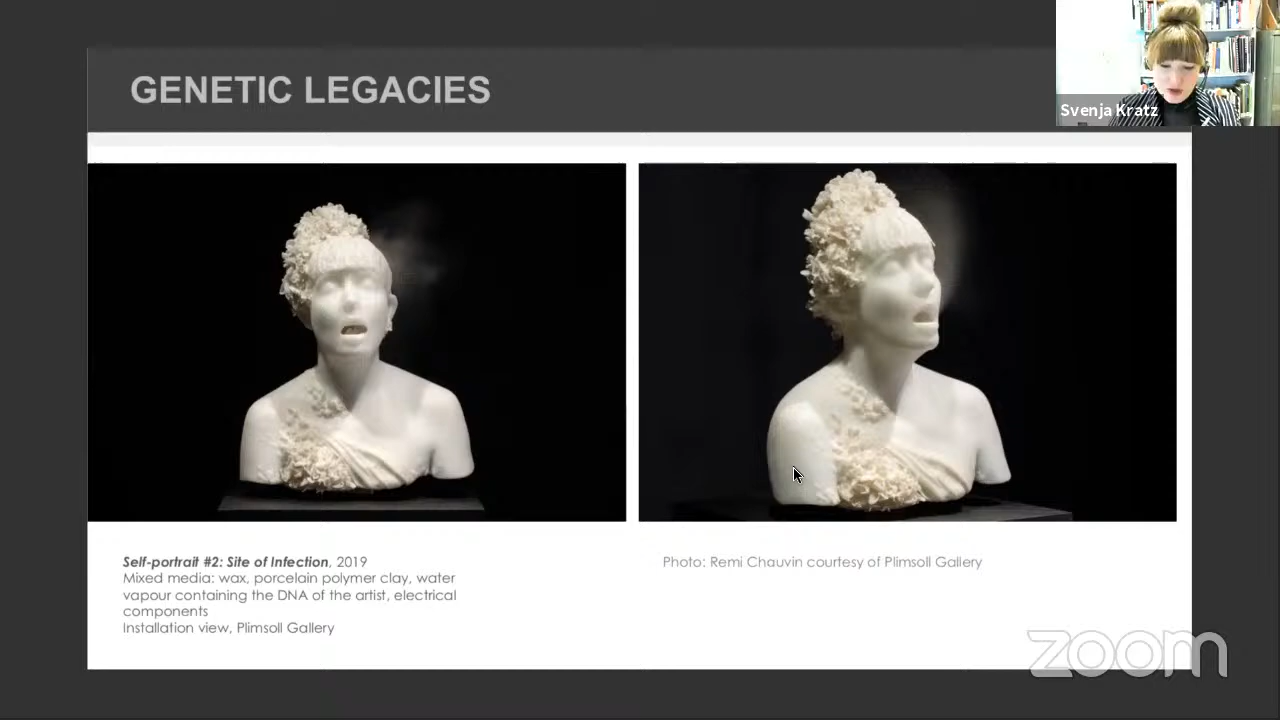 GENETIC LEGACIES
Svenja Kratz
Self-portrait #2: Site of Infection, 2019
Mixed media: wax, porcelain polymer clay, water
vapour containing the DNA of the artist, electrical
components
Installation view, Plimsoll Gallery
Photo: Remi Chauvin courtesy of Plimsoll Gallery
zoom